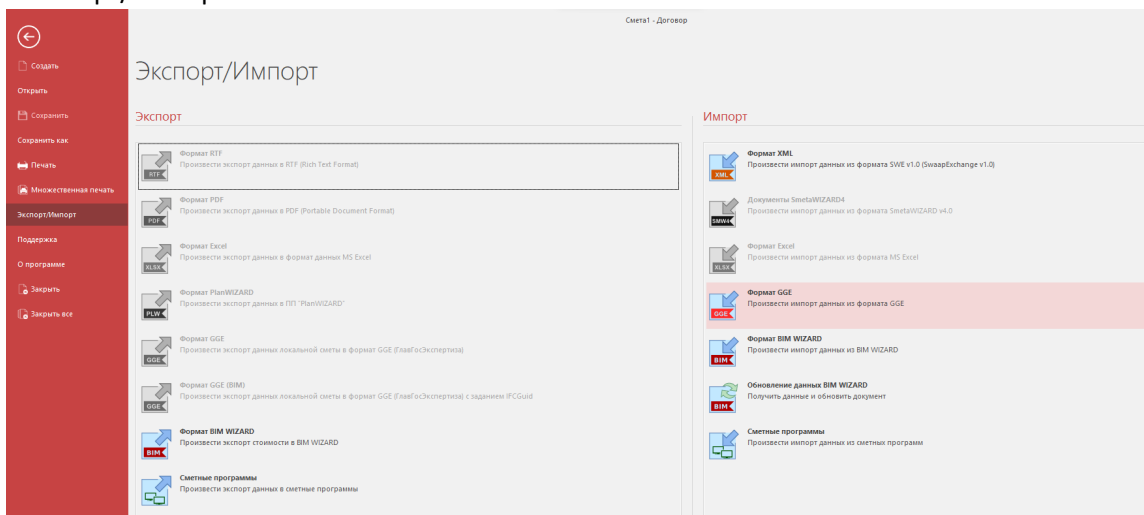 Смета1 - Договор
Создать
Открыть
Сохранить
Сохранить как
Печать
Множественная печать
Экспорт/Импорт
Поддержка
О программе
Закрыть
Закрыть все
Экспорт/Импорт
Экспорт
Формат RTF
Произвести экспорт данных в RTF (Rich Text Format)
RTF
Формат PDF
Произвести экспорт данных в PDF (Portable Document Format)
PDF
Формат Excel
Произвести экспорт данных в формат данных MS Excel
XLSX
Формат PlanWIZARD
Произвести экспорт данных в ПП "PlanWIZARD"
PLW
Формат GGE
Произвести экспорт данных локальной сметы в формат GGE (ГлавГосЭкспертиза)
GGE
Формат GGE (BIM)
Произвести экспорт данных локальной сметы в формат GGE (ГлавГосЭкспертиза) с заданием IFCGuid
GGE
Формат BIM WIZARD
Произвести экспорт стоимости в BIM WIZARD
BIM
Сметные программы
Произвести экспорт данных в сметные программы
Импорт
Формат XML
Произвести импорт данных из формата SWE v1.0 (SwaapExchange v1.0)
XML
Документы SmetaWIZARD4
Произвести импорт данных из формата SmetaWIZARD v4.0
SMW4
Формат Excel
Произвести импорт данных из формата MS Excel
XLSX
Формат GGE
Произвести импорт данных из формата GGE
GGE
Формат BIM WIZARD
Произвести импорт данных из BIM WIZARD
BIM
Обновление данных BIM WIZARD
Получить данные и обновить документ
BIM
Сметные программы
Произвести импорт данных из сметных программ